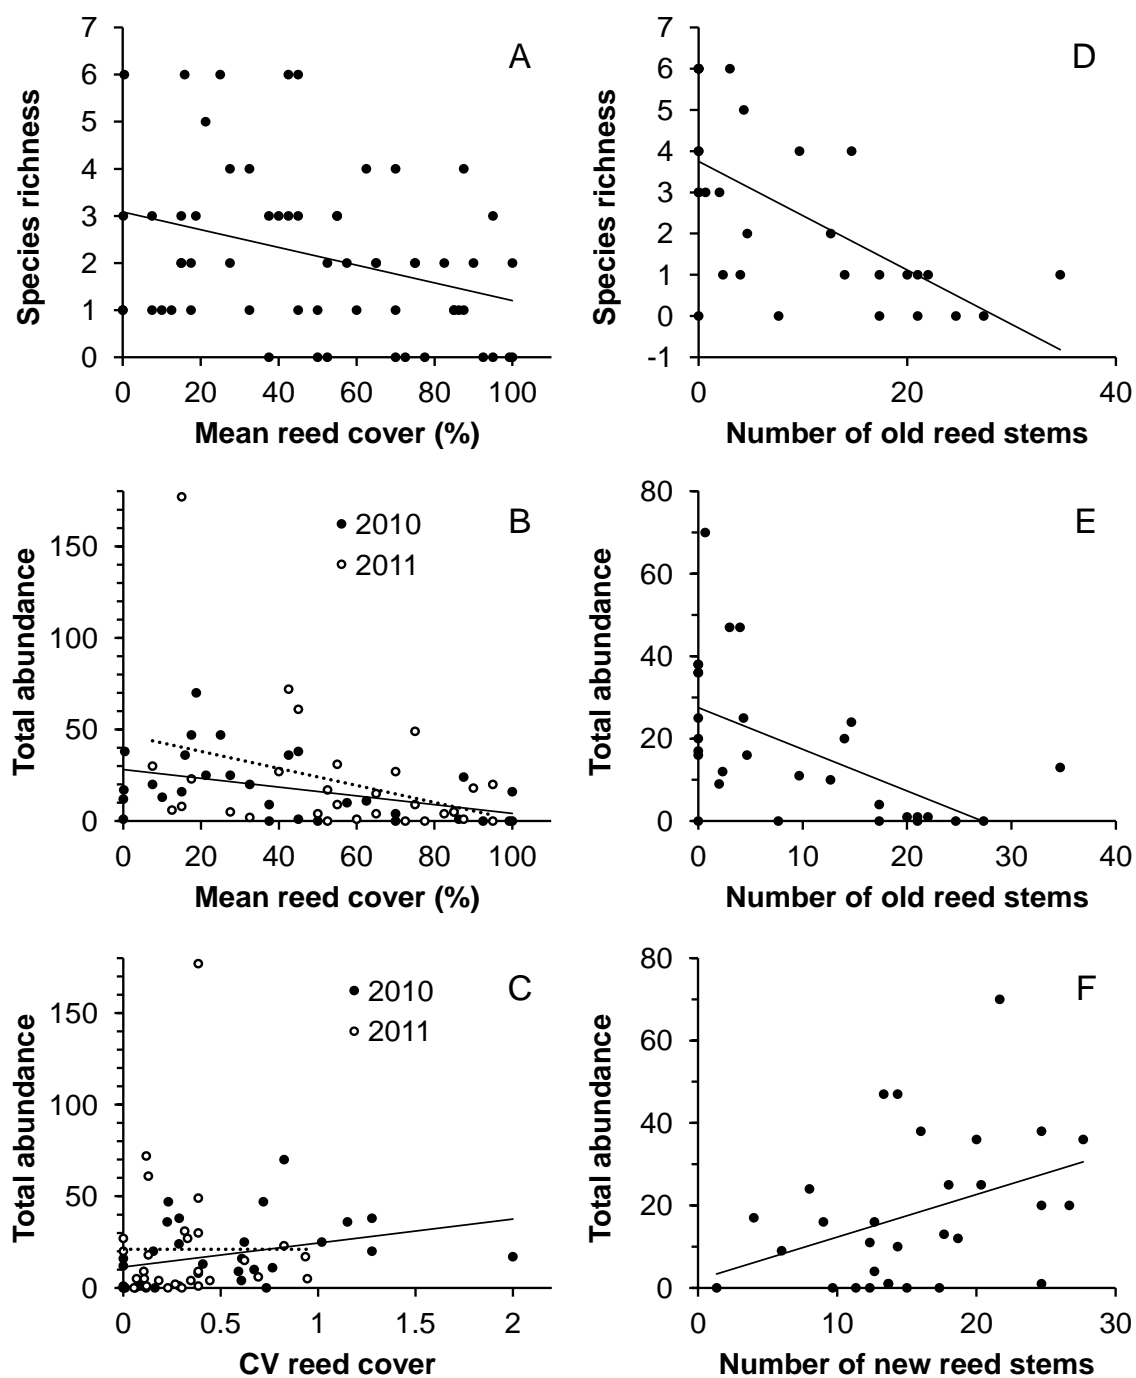 A
7
6
5
4
3
2
1
0
Species richness
0 20 40 60 80 100
Mean reed cover (%)
D
7
6
5
4
3
2
1
0
-1
Species richness
0 20 40
Number of old reed stems
B
2010
2011
150
100
50
0
Total abundance
0 20 40 60 80 100
Mean reed cover (%)
E
80
60
40
20
0
Total abundance
0 10 20 30 40
Number of old reed stems
C
2010
2011
150
100
50
0
Total abundance
0 0.5 1 1.5 2
CV reed cover
F
80
60
40
20
0
Total abundance
0 10 20 30
Number of new reed stems